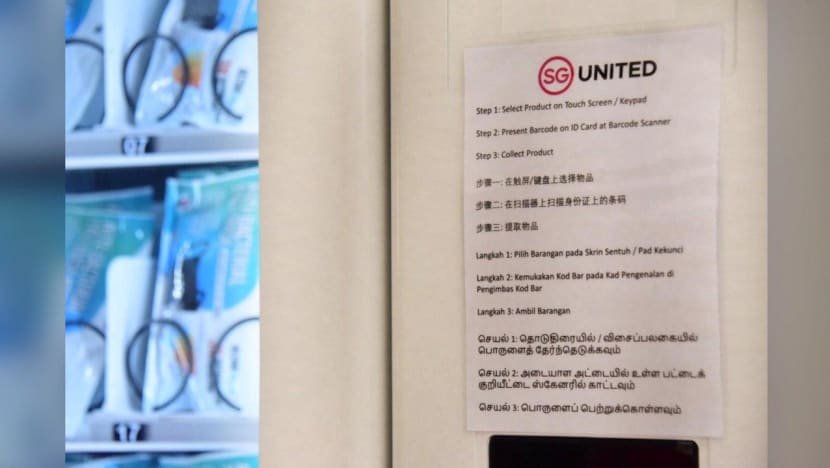 SG UNITED
Step 1: Select Product on Touch Screen / Keypad
Step 2: Present Barcode on ID Card at Barcode Scanner
Step 3: Collect Product
步骤一: 在触屏/键盘上选择物品
步骤二: 在扫描器上扫描身份证上的条码
步骤三: 提取物品
Langkah 1: Pilih Barangan pada Skrin Sentuh / Pad Kekunci
Langkah 2: Kemukakan Kod Bar pada Kad Pengenalan di
Pengimbas Kod Bar
Langkah 3: Ambil Barangan
செயல் 1: தொடுதிரையில் / விசைப்பலகையில்
பொருளைத் தேர்ந்தெடுக்கவும்
செயல் 2: அடையாள அட்டையில் உள்ள பட்டைக்
குறியீட்டை ஸ்கேனரில் காட்டவும்
செயல் 3: பொருளைப் பெற்றுக்கொள்ளவும்
07
17